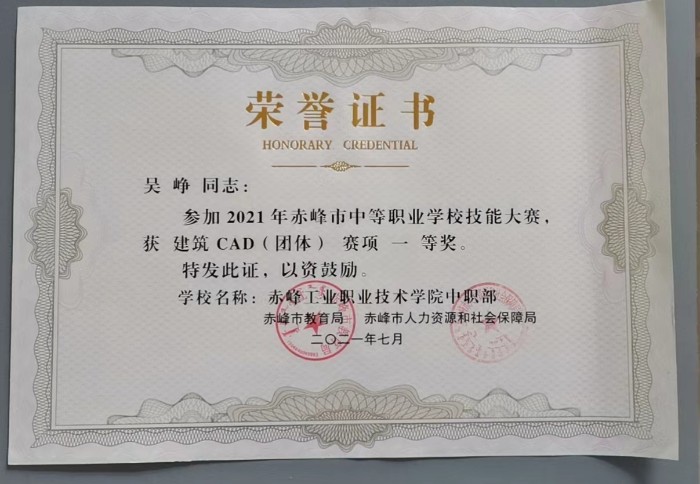 荣誉证书
HONORARY CREDENTIAL
吴 峥 同志：
参加 2021 年赤峰市中等职业学校技能大赛，
获 建筑 CAD（团体） 赛项 一 等奖。
特发此证，以资鼓励。
学校名称：赤峰工业职业技术学院中职部
赤峰市教育局 赤峰市人力资源和社会保障局
二〇二一年七月